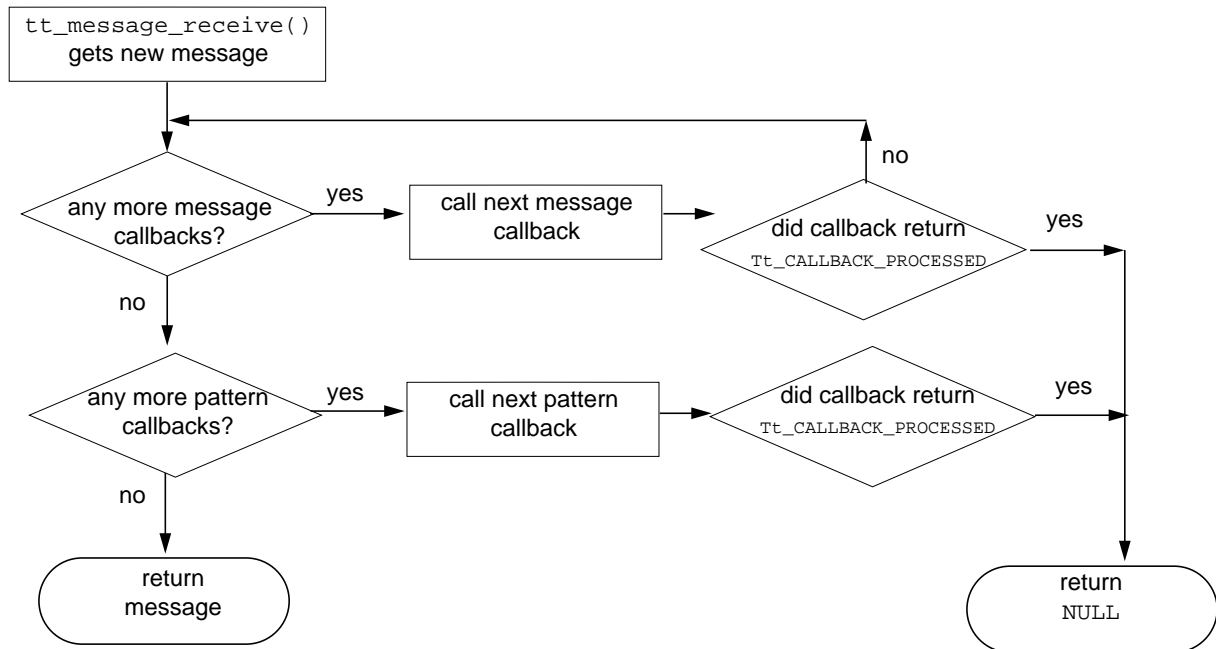 tt_message_receive()
gets new message
no
any more message
callbacks?
yes
call next message
callback
did callback return
Tt_CALLBACK_PROCESSED
yes
no
any more pattern
callbacks?
yes
call next pattern
callback
did callback return
Tt_CALLBACK_PROCESSED
yes
no
return
message
return
NULL